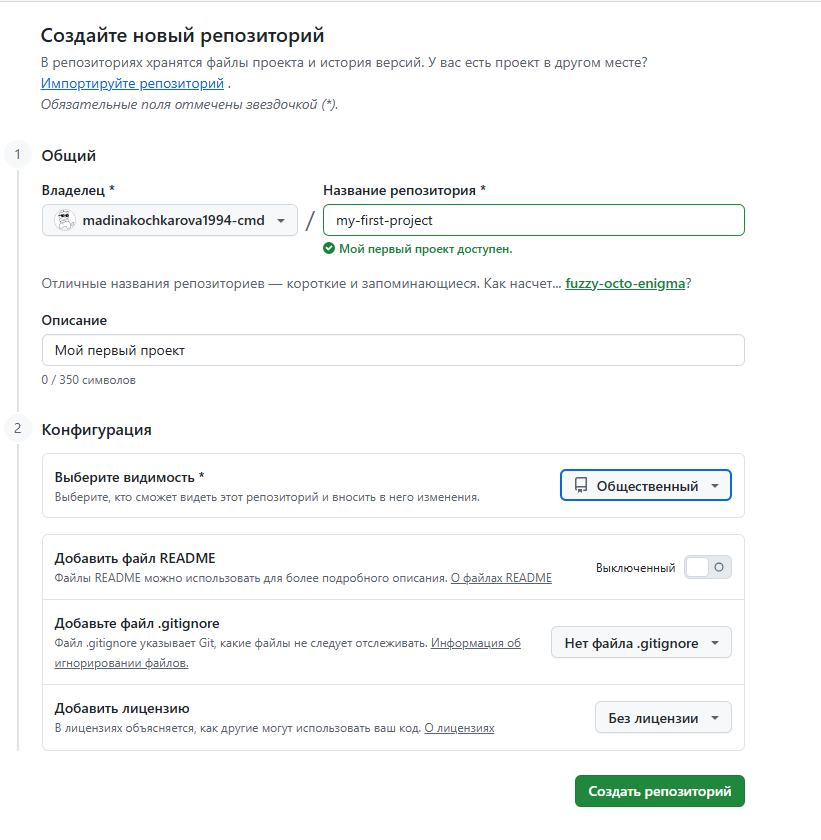 Создайте новый репозиторий
В репозиториях хранятся файлы проекта и история версий. У вас есть проект в другом месте?
Импортируйте репозиторий .
Обязательные поля отмечены звездочкой (*).
1
Общий
Владелец *
Название репозитория *
madinakochkarova1994-cmd
/
my-first-project
Мой первый проект доступен.
Отличные названия репозиториев — короткие и запоминающиеся. Как насчет... fuzzy-octo-enigma?
Описание
Мой первый проект
0 / 350 символов
2
Конфигурация
Выберите видимость *
Выберите, кто сможет видеть этот репозиторий и вносить в него изменения.
Общественный
Добавить файл README
Файлы README можно использовать для более подробного описания. О файлах README
Выключенный
Добавьте файл .gitignore
Файл .gitignore указывает Git, какие файлы не следует отслеживать. Информация об
игнорировании файлов.
Нет файла .gitignore
Добавить лицензию
В лицензиях объясняется, как другие могут использовать ваш код. О лицензиях
Без лицензии
Создать репозиторий